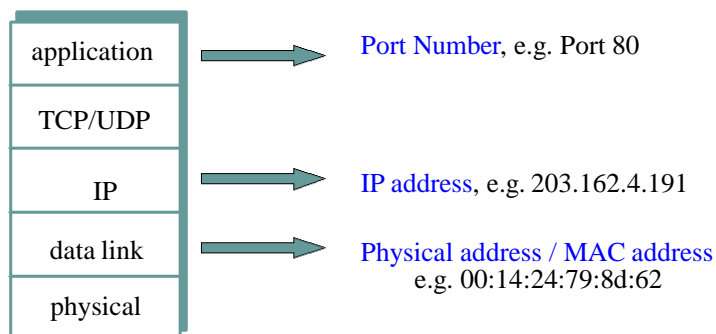 application
Port Number, e.g. Port 80
TCP/UDP
IP
IP address, e.g. 203.162.4.191
data link
Physical address / MAC address
e.g. 00:14:24:79:8d:62
physical